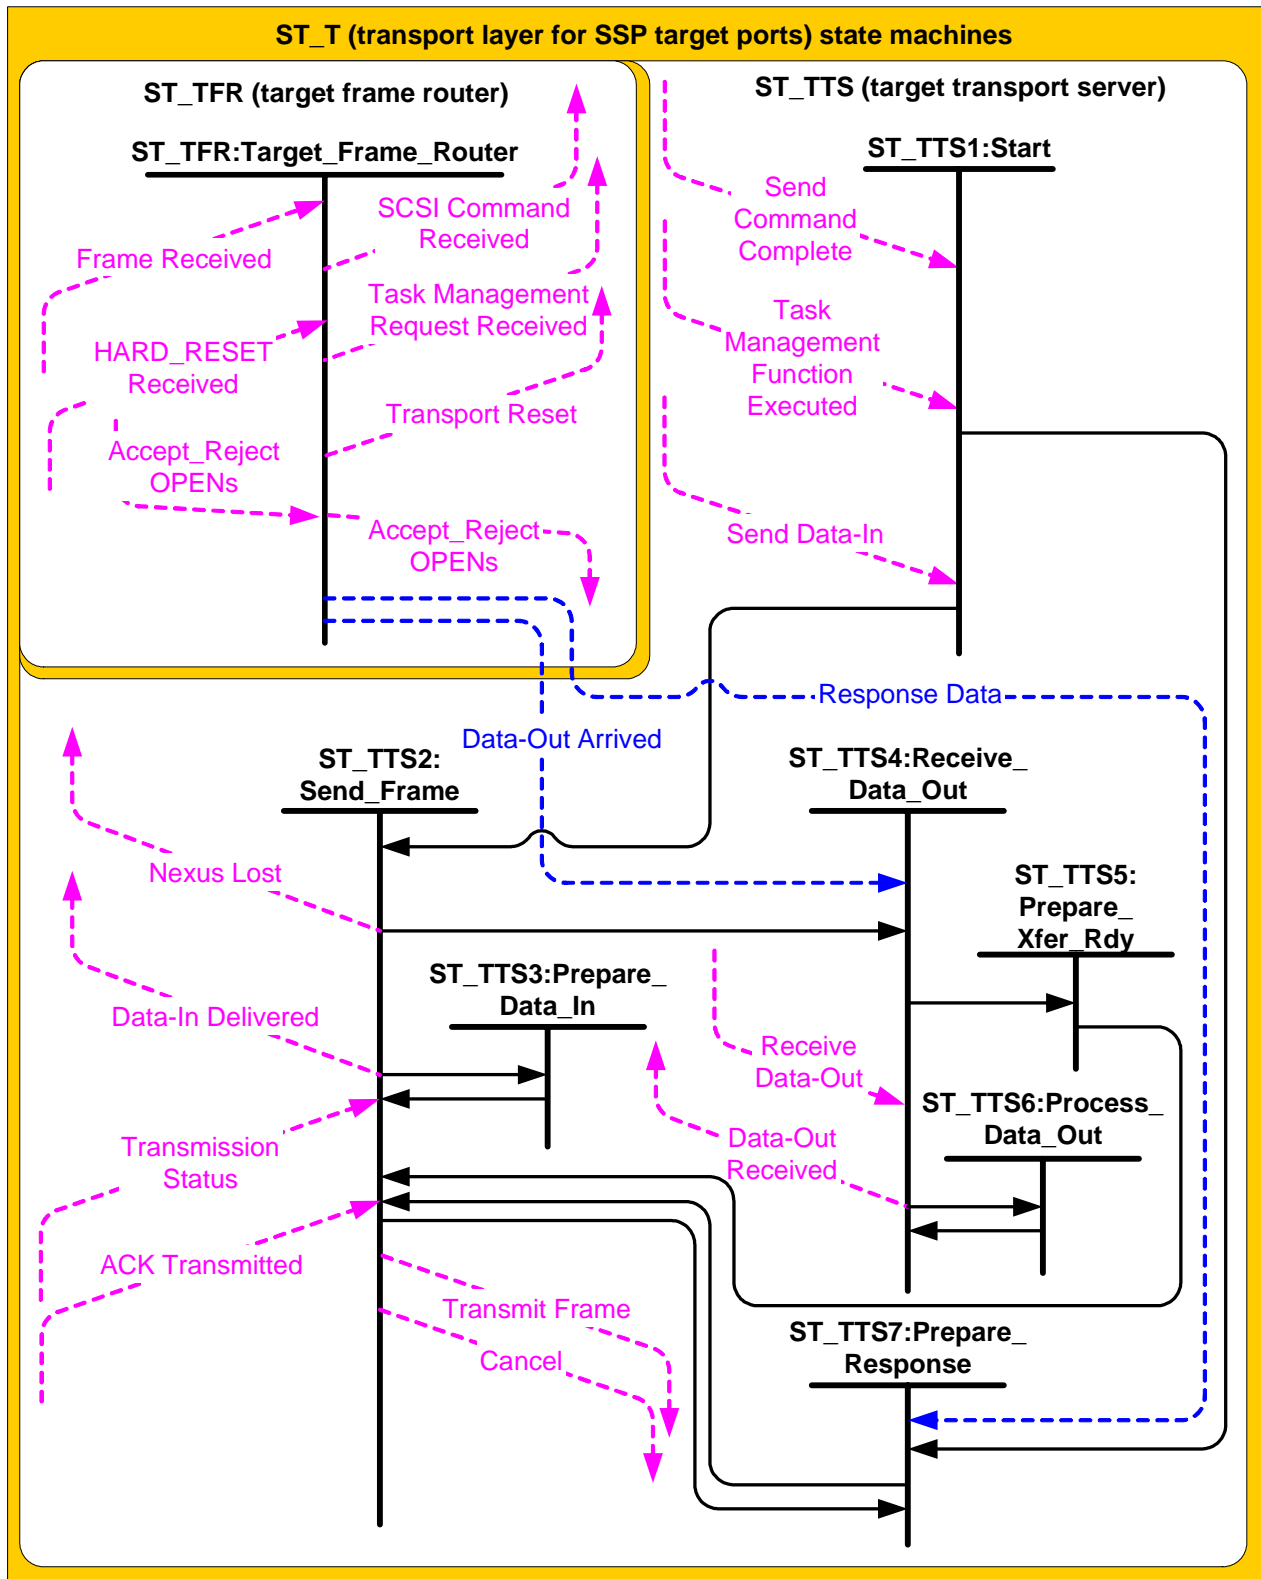 ST_T (transport layer for SSP target ports) state machines
ST_TFR (target frame router)
ST_TFR:Target_Frame_Router
SCSI Command
Received
Frame Received
Task Management
Request Received
HARD_RESET
Received
Transport Reset
Accept_Reject
OPENs
Accept_Reject
OPENs
ST_TTS (target transport server)
ST_TTS1:Start
Send
Command
Complete
Task
Management
Function
Executed
Send Data-In
Response Data
Data-Out Arrived
ST_TTS2:
Send_Frame
Nexus Lost
Data-In Delivered
ST_TTS3:Prepare_
Data_In
Transmission
Status
ACK Transmitted
Transmit Frame
Cancel
ST_TTS4:Receive_
Data_Out
ST_TTS5:
Prepare_
Xfer_Rdy
Receive
Data-Out
Data-Out
Received
ST_TTS6:Process_
Data_Out
ST_TTS7:Prepare_
Response